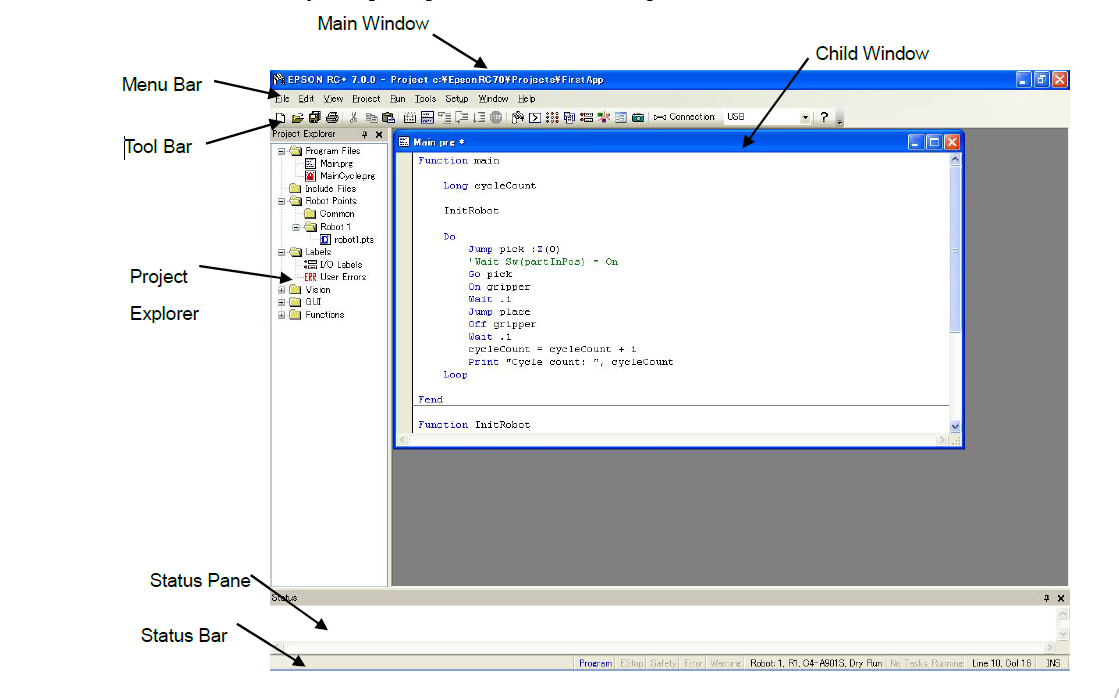 Main Window
Child Window
Menu Bar
EPSON RC+ 7.0.0 - Project c:¥EpsonRC70¥Projects¥FirstApp
File Edit View Project Run Tools Setup Window Help
Tool Bar
Connection: USB
?
Project Explorer
Program Files
Main.prg
MainCycle.prg
Include Files
Robot Points
Common
Robot 1
robot1.pts
Labels
I/O Labels
ERR User Errors
Vision
GUI
Functions
Main.prg *
Function main
Long cycleCount
InitRobot
Do
Jump pick :Z(0)
'Wait Sw(partInPos) = On
Go pick
On gripper
Wait .1
Jump place
Off gripper
Wait .1
cycleCount = cycleCount + 1
Print "Cycle count: ", cycleCount
Loop
Fend
Function InitRobot
Project
Explorer
Status Pane
Status
Status Bar
Program EStop Safety Error Warning Robot: 1, R1, G4-A901S, Dry Run No Tasks Running Line 10, Col 16 INS